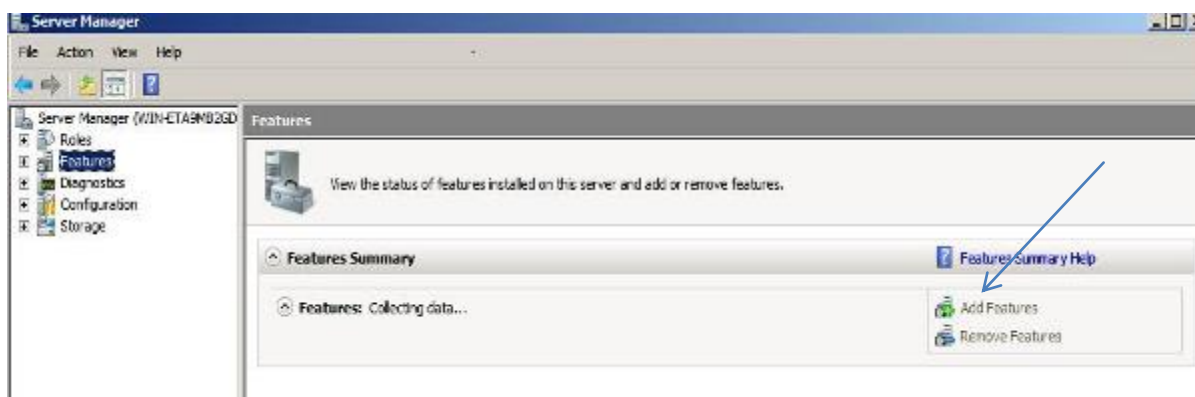 Server Manager
File Action View Help
Server Manager (WIN-ETA9MB2GD
Roles
Features
Diagnostics
Configuration
Storage
Features
View the status of features installed on this server and add or remove features.
Features Summary
Features Summary Help
Features: Collecting data...
Add Features
Remove Features